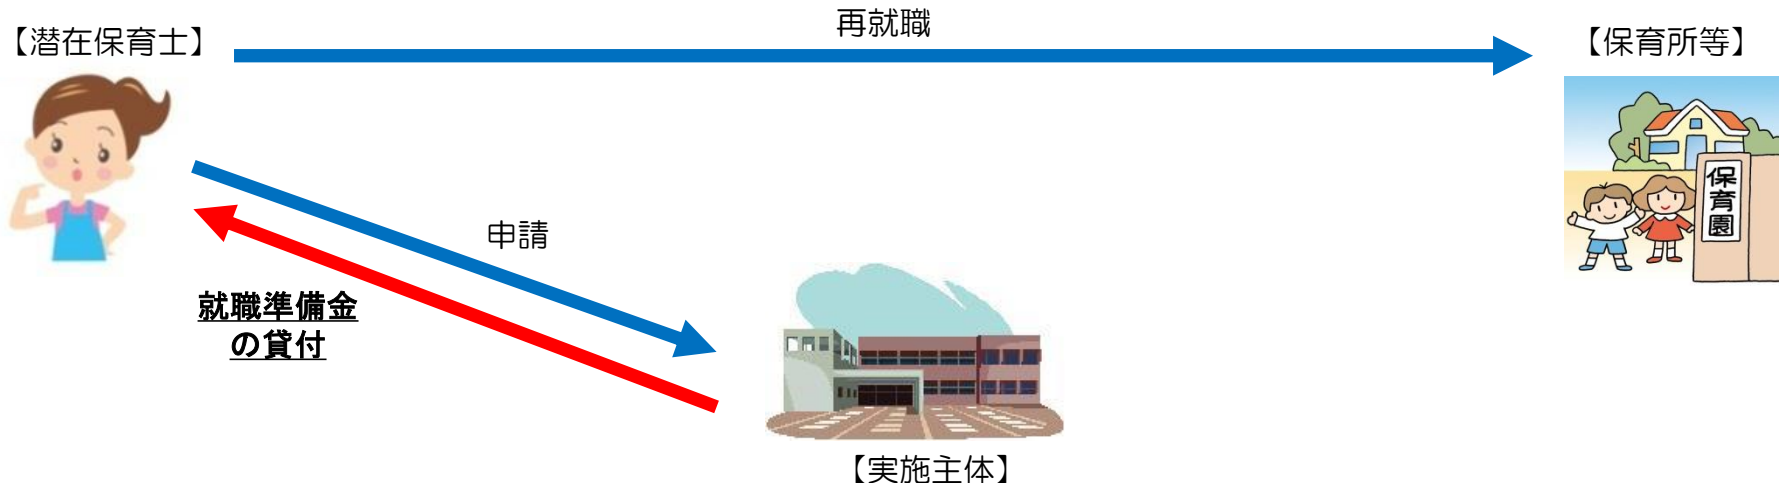 再就職
【潜在保育士】
【保育所等】
保育園
申請
就職準備金
の貸付
【実施主体】